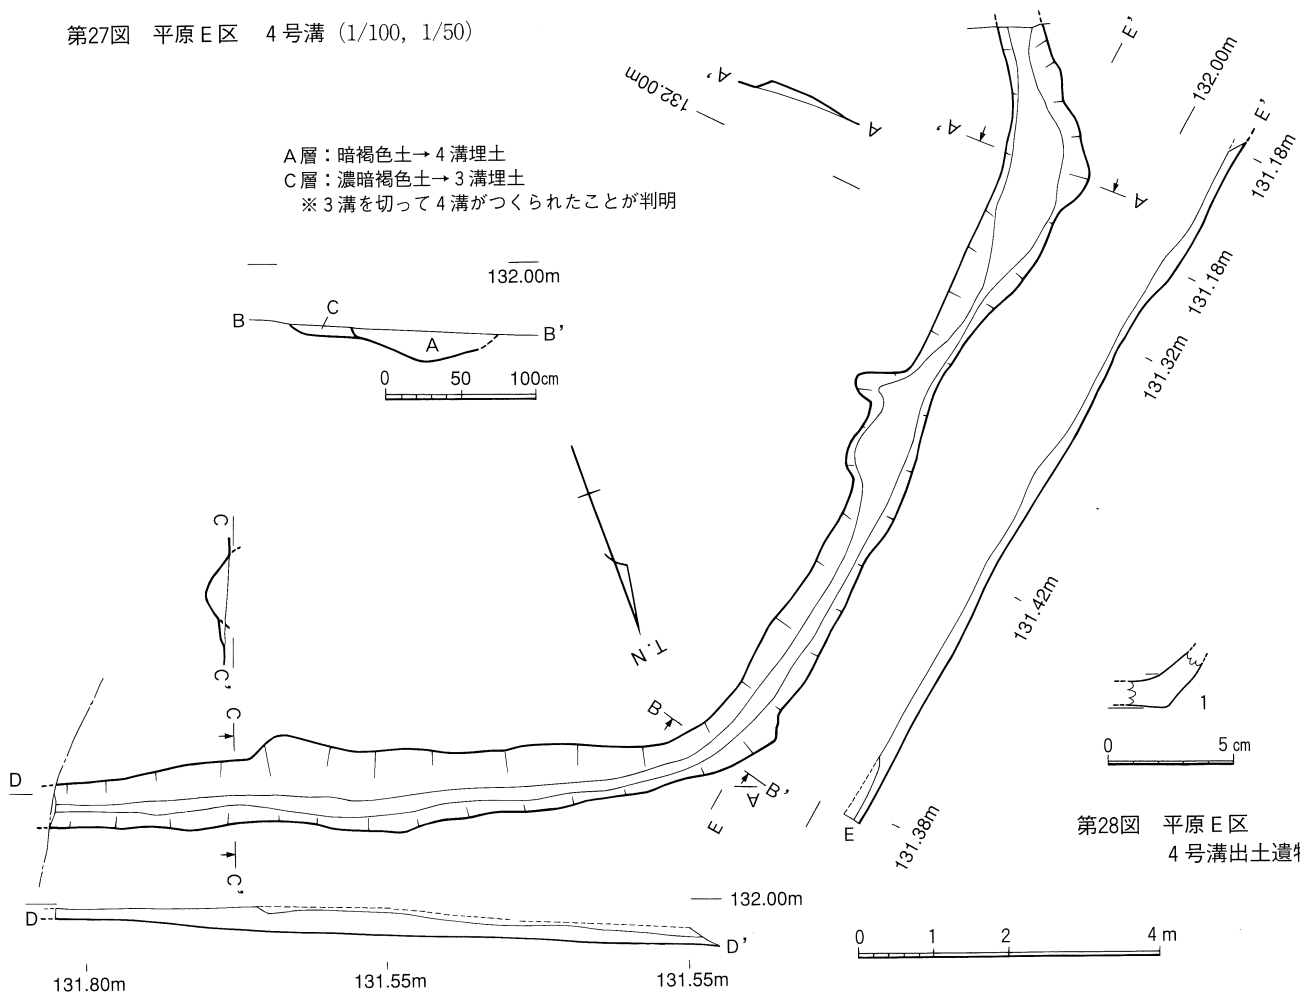 第27図　平原E区　4号溝（1/100，1/50）
A層：暗褐色土→4溝埋土
C層：濃暗褐色土→3溝埋土
※3溝を切って4溝がつくられたことが判明
132.00m
B
C
A
B’
0 50 100cm
132.00m
A’
A
A’
A
E’
132.00m
E’
131.18m
131.18m
131.32m
131.42m
131.38m
E
E
C
C’
T.N
B
B’
A
C
C’
D
D
D’
132.00m
131.80m
131.55m
131.55m
1
0 5cm
第28図　平原E区
4号溝出土遺
0 1 2 4m